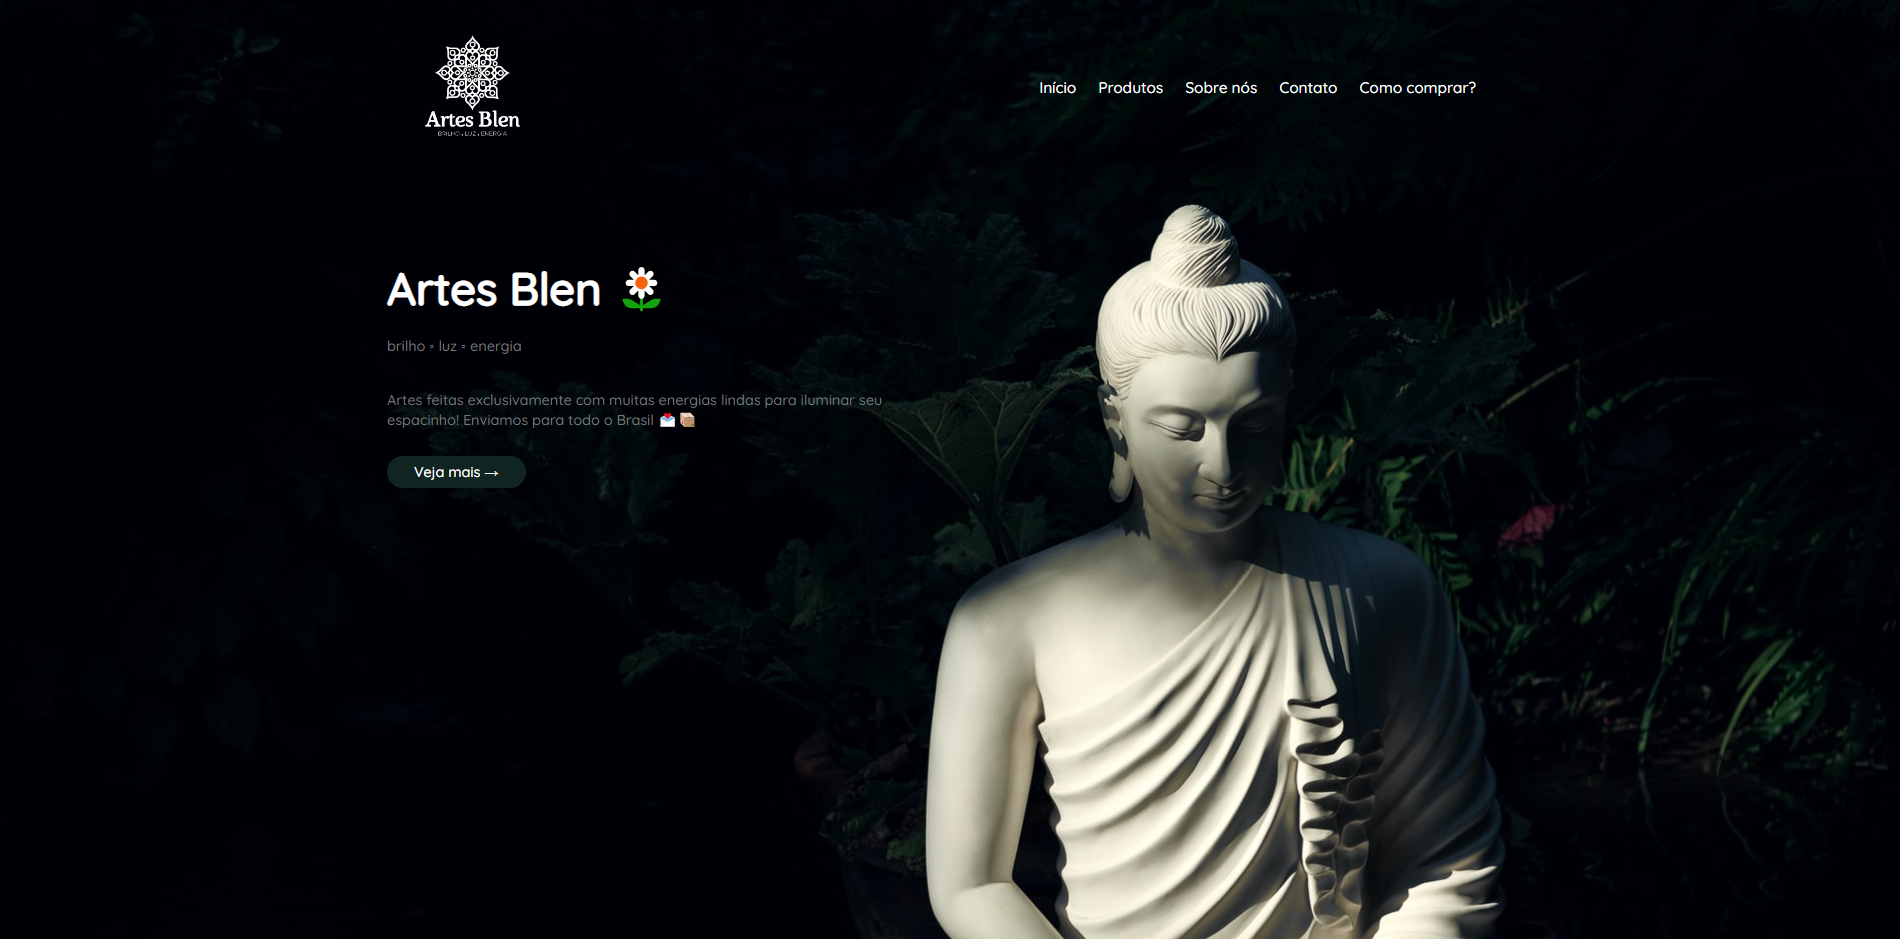 Artes Blen
BRILHO • LUZ • ENERGIA
Início Produtos Sobre nós Contato Como comprar?
Artes Blen 🌼
brilho ▫ luz ▫ energia
Artes feitas exclusivamente com muitas energias lindas para iluminar seu
espacinho! Enviamos para todo o Brasil 💌📦
Veja mais →